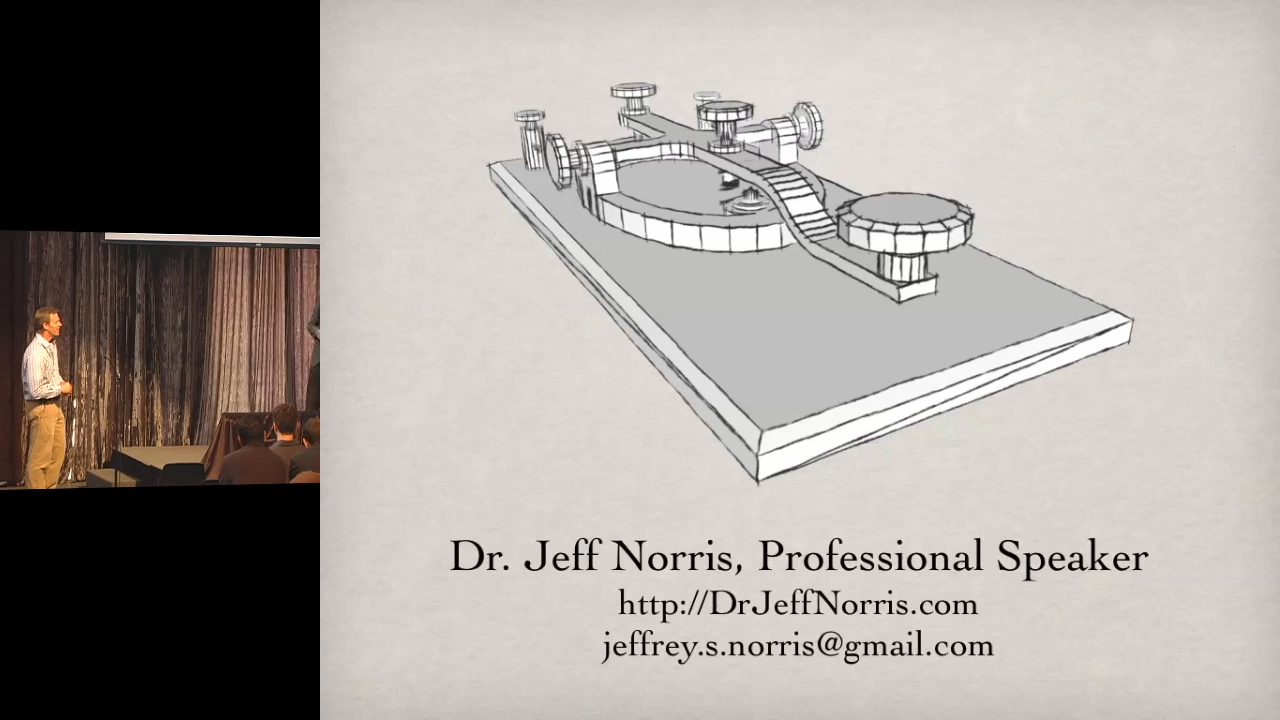 Dr. Jeff Norris, Professional Speaker
http://DrJeffNorris.com
jeffrey.s.norris@gmail.com